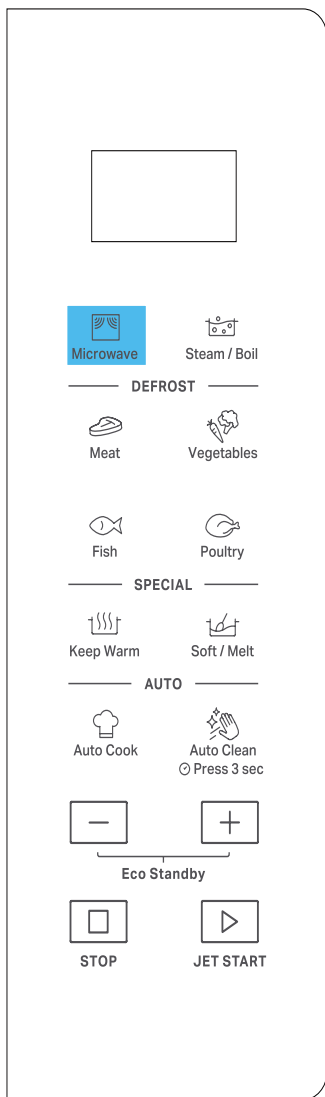 Microwave
Steam / Boil
DEFROST
Meat
Vegetables
Fish
Poultry
SPECIAL
Keep Warm
Soft / Melt
AUTO
Auto Cook
Auto Clean
Press 3 sec
Eco Standby
STOP
JET START